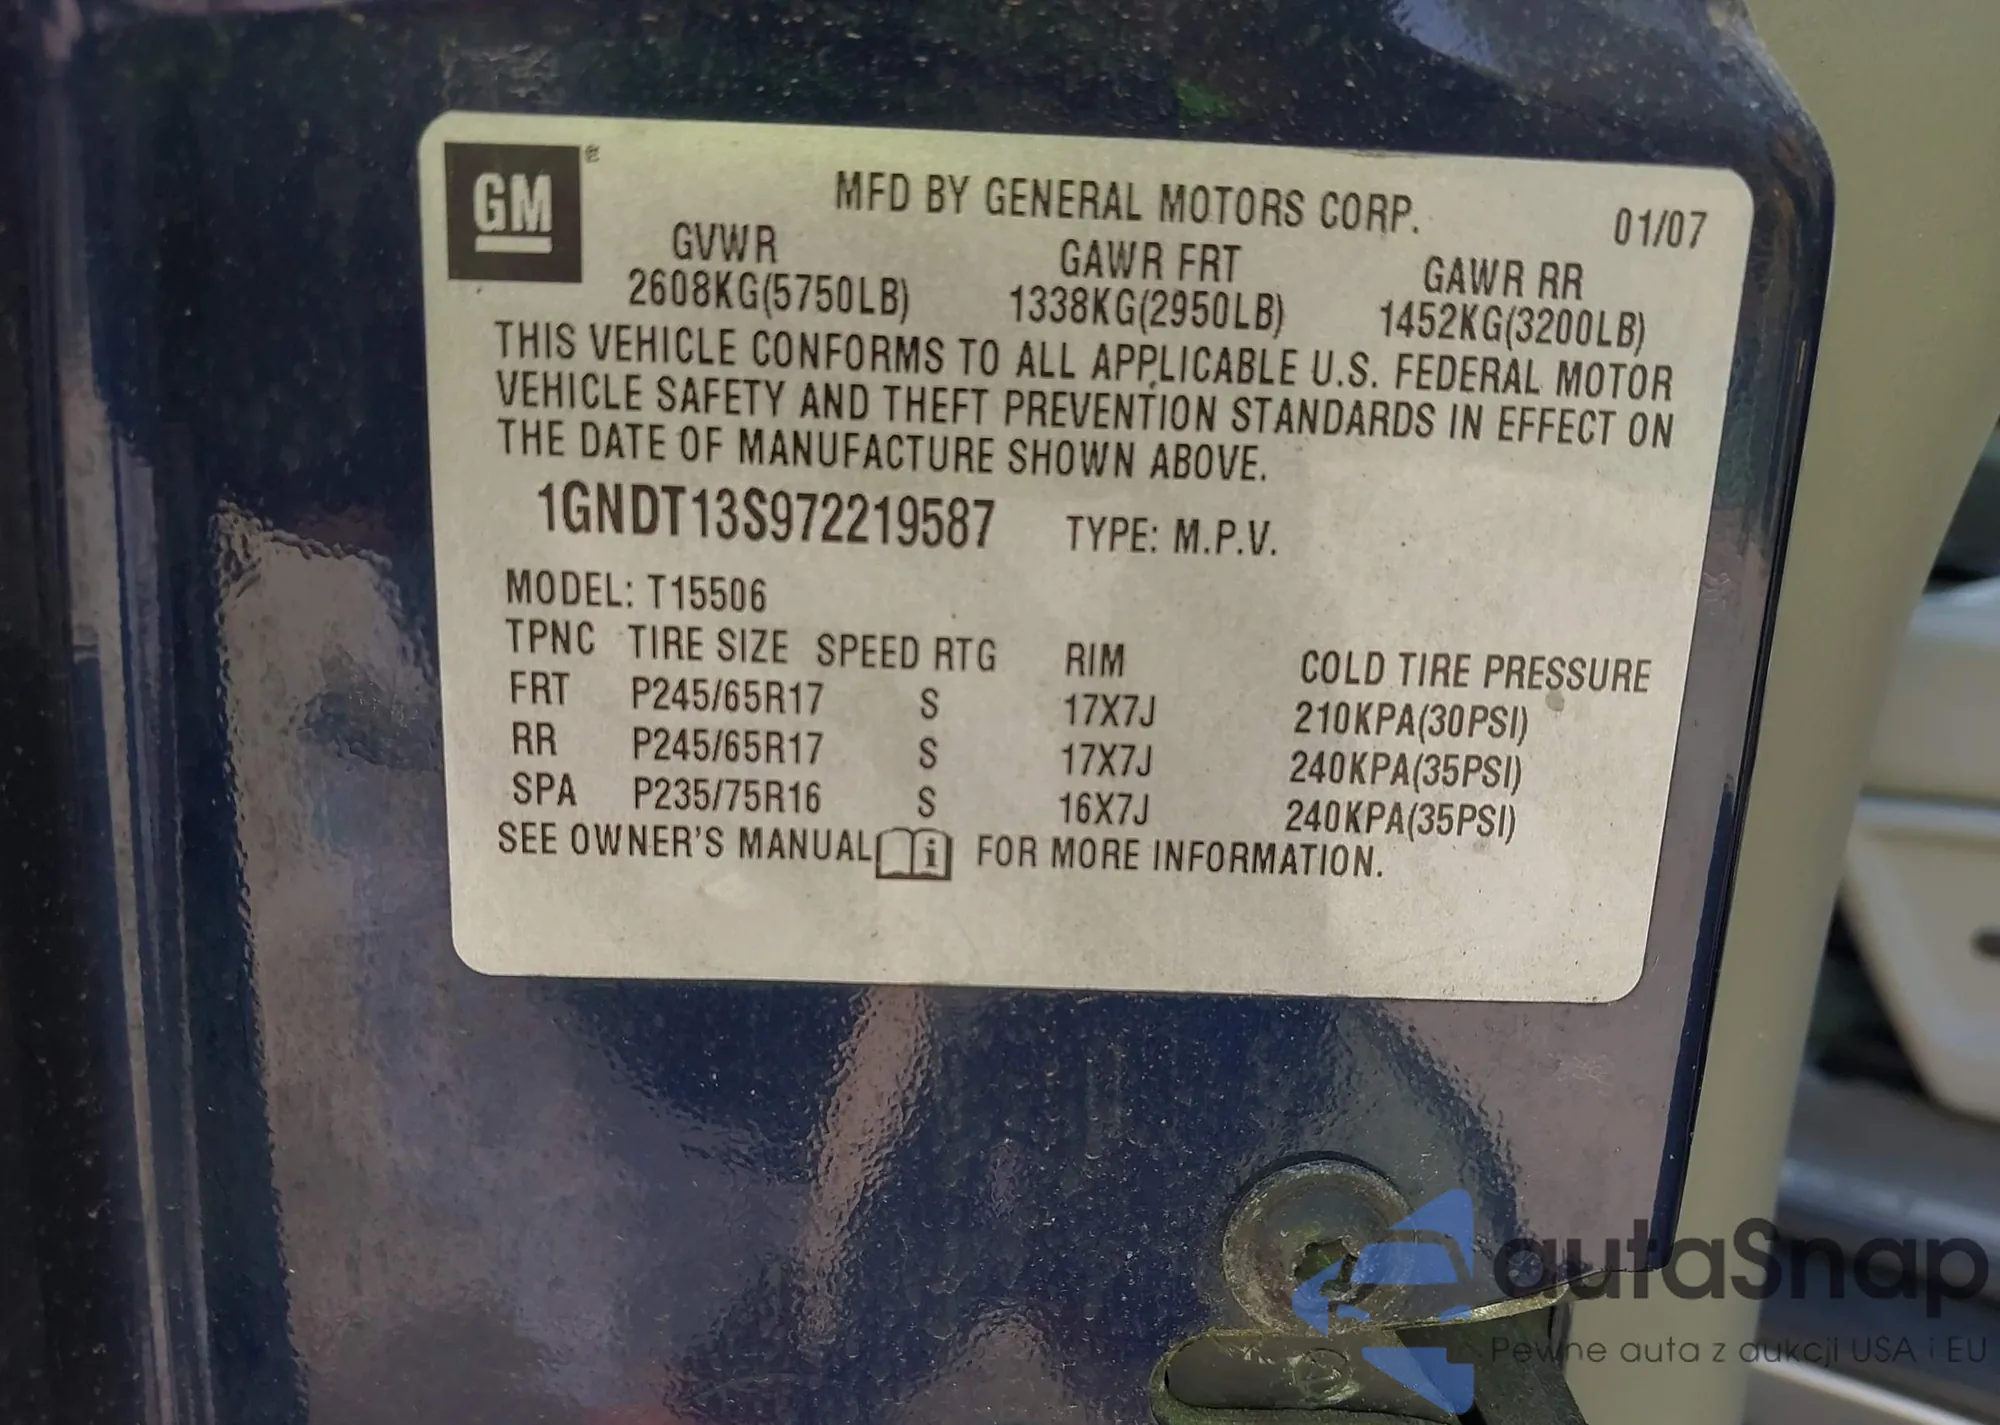 GM®
MFD BY GENERAL MOTORS CORP. 01/07
GVWR GAWR FRT GAWR RR
2608KG(5750LB) 1338KG(2950LB) 1452KG(3200LB)
THIS VEHICLE CONFORMS TO ALL APPLICABLE U.S. FEDERAL MOTOR
VEHICLE SAFETY AND THEFT PREVENTION STANDARDS IN EFFECT ON
THE DATE OF MANUFACTURE SHOWN ABOVE.
1GNDT13S972219587 TYPE: M.P.V.
MODEL: T15506
TPNC TIRE SIZE SPEED RTG RIM COLD TIRE PRESSURE
FRT P245/65R17 S 17X7J 210KPA(30PSI)
RR P245/65R17 S 17X7J 240KPA(35PSI)
SPA P235/75R16 S 16X7J 240KPA(35PSI)
SEE OWNER'S MANUAL i FOR MORE INFORMATION.
autaSnap
Pewne auta z aukcji USA i EU